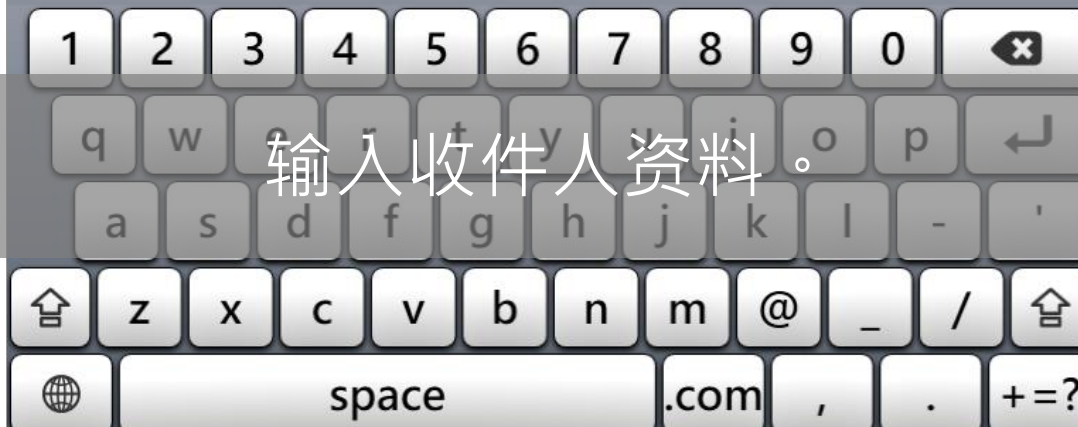 1 2 3 4 5 6 7 8 9 0
q w e r t y u i o p
输入收件人资料。
a s d f g h j k l - '
z x c v b n m @ _ /
space .com , . +=?